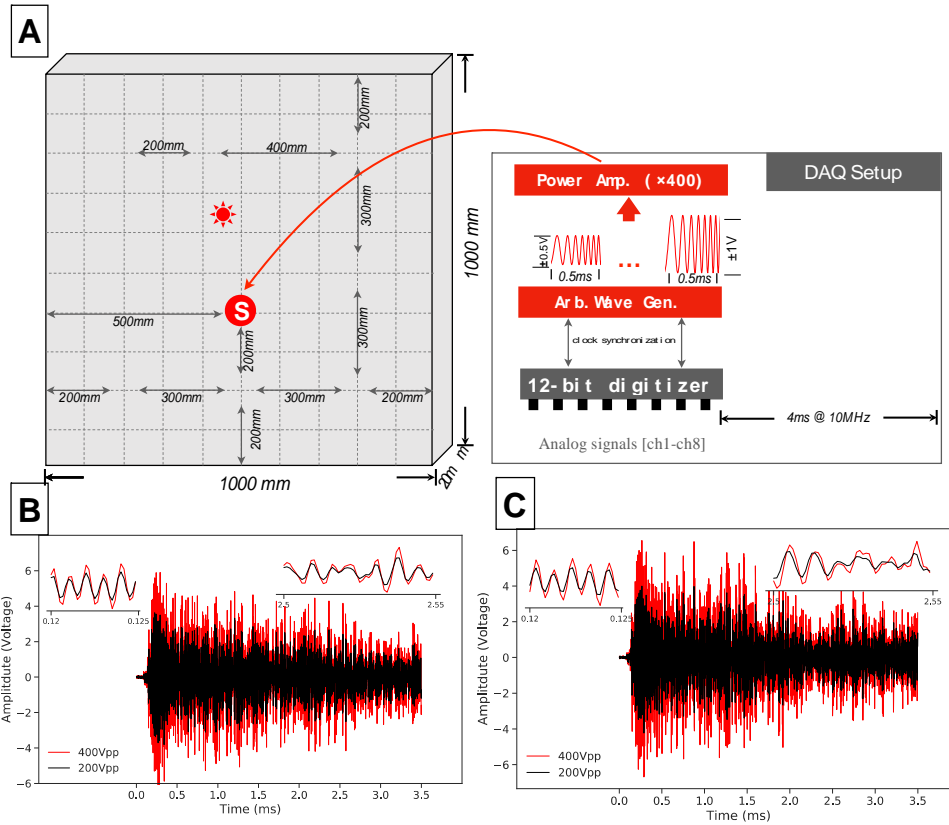 A
200mm
200mm
400mm
300mm
1000 mm
S
500mm
200mm
300mm
200mm
300mm
300mm
200mm
200mm
1000 mm
20m m
DAQ Setup
Power Amp. ( ×400)
±0.5V
±1V
...
0.5ms
0.5ms
Arb. Wave Gen.
clock synchronization
12-bit digitizer
4ms @ 10MHz
Analog signals [ch1-ch8]
B
Amplitdute (Voltage)
6
4
2
0
−2
−4
−6
0.12
0.125
2.5
2.55
400Vpp
200Vpp
0.0 0.5 1.0 1.5 2.0 2.5 3.0 3.5
Time (ms)
C
Amplitdute (Voltage)
6
4
2
0
−2
−4
−6
0.12
0.125
2.5
2.55
400Vpp
200Vpp
0.0 0.5 1.0 1.5 2.0 2.5 3.0 3.5
Time (ms)